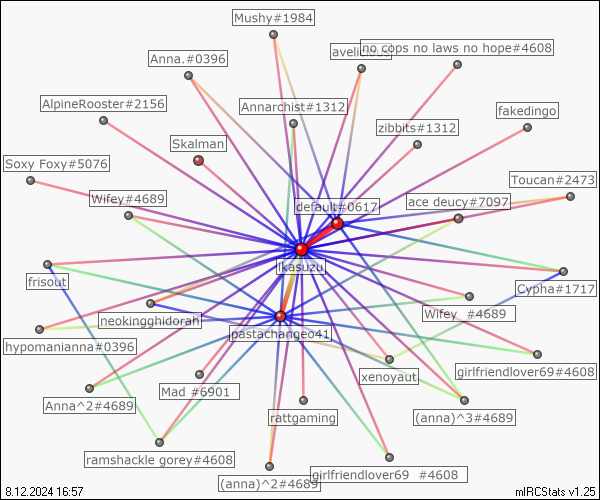 Mushy#1984
avelicious
no cops no laws no hope#4608
Anna.#0396
AlpineRooster#2156
Annarchist#1312
fakedingo
zibbits#1312
Skalman
Soxy Foxy#5076
Toucan#2473
Wifey#4689
default#0617
ace deucy#7097
ikasuzu
frisout
Cypha#1717
neokingghidorah
Wifey_#4689
pastachange041
hypomanianna#0396
xenoyaut
girlfriendlover69#4608
Mad #6901
Anna^2#4689
rattgaming
(anna)^3#4689
ramshackle gorey#4608
girlfriendlover69 #4608
(anna)^2#4689
8.12.2024 16:57
mIRCStats v1.25